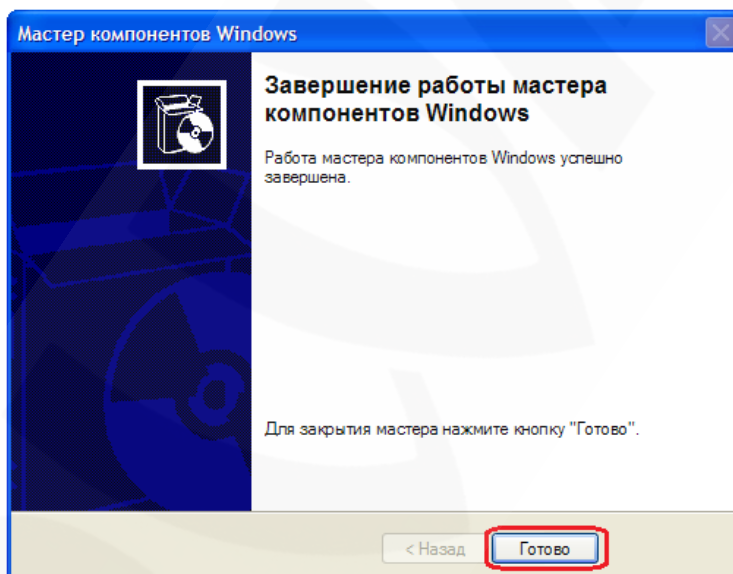 Мастер компонентов Windows
Завершение работы мастера
компонентов Windows
Работа мастера компонентов Windows успешно
завершена.
Для закрытия мастера нажмите кнопку "Готово".
< Назад
Готово